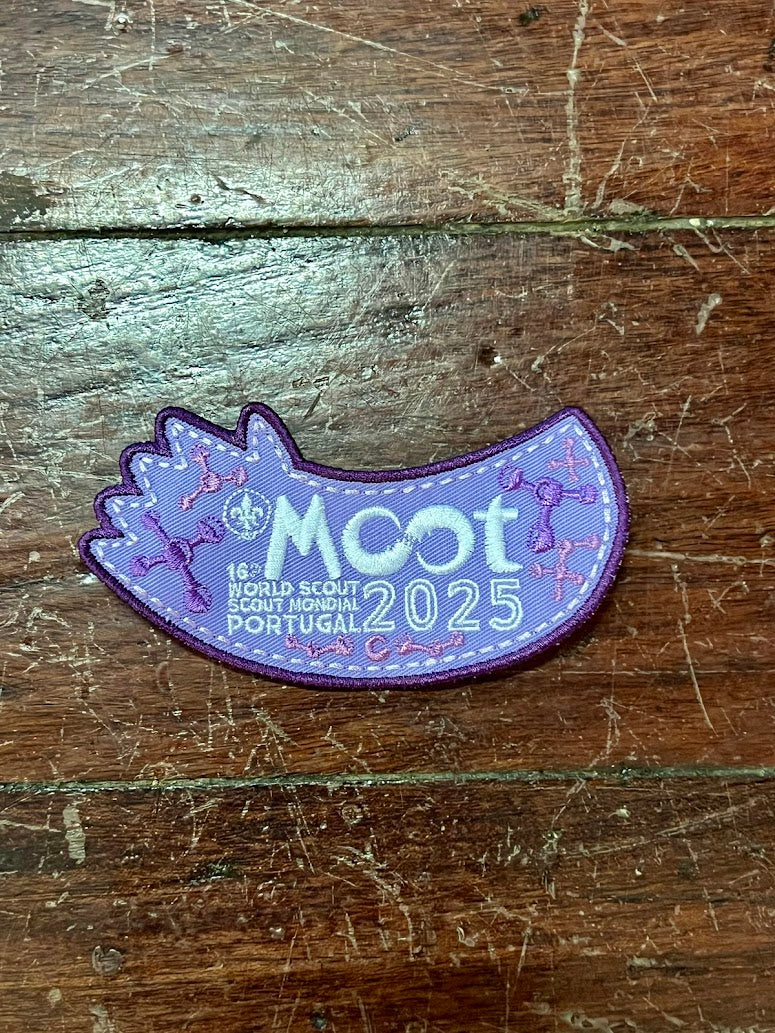 Moot
16º
WORLD SCOUT
SCOUT MONDIAL
PORTUGAL 2025
C